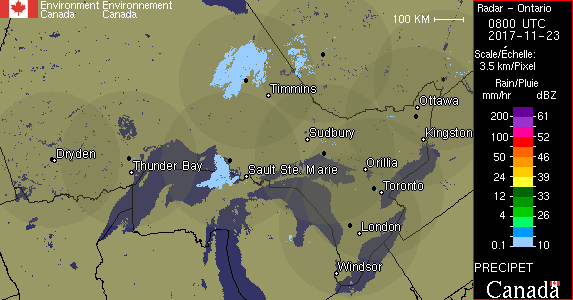 Environment Environnement
Canada Canada
100 KM
Timmins
Ottawa
Sudbury
Kingston
Dryden
Thunder Bay
Sault Ste. Marie
Orillia
Toronto
London
Windsor
Radar - Ontario
0800 UTC
2017-11-23
Scale/Échelle:
3.5 km/Pixel
Rain/Pluie
mm/hr dBZ
200 61
100 52
50 46
24 39
12 33
4 26
0.1 10
PRECIPET
Canada